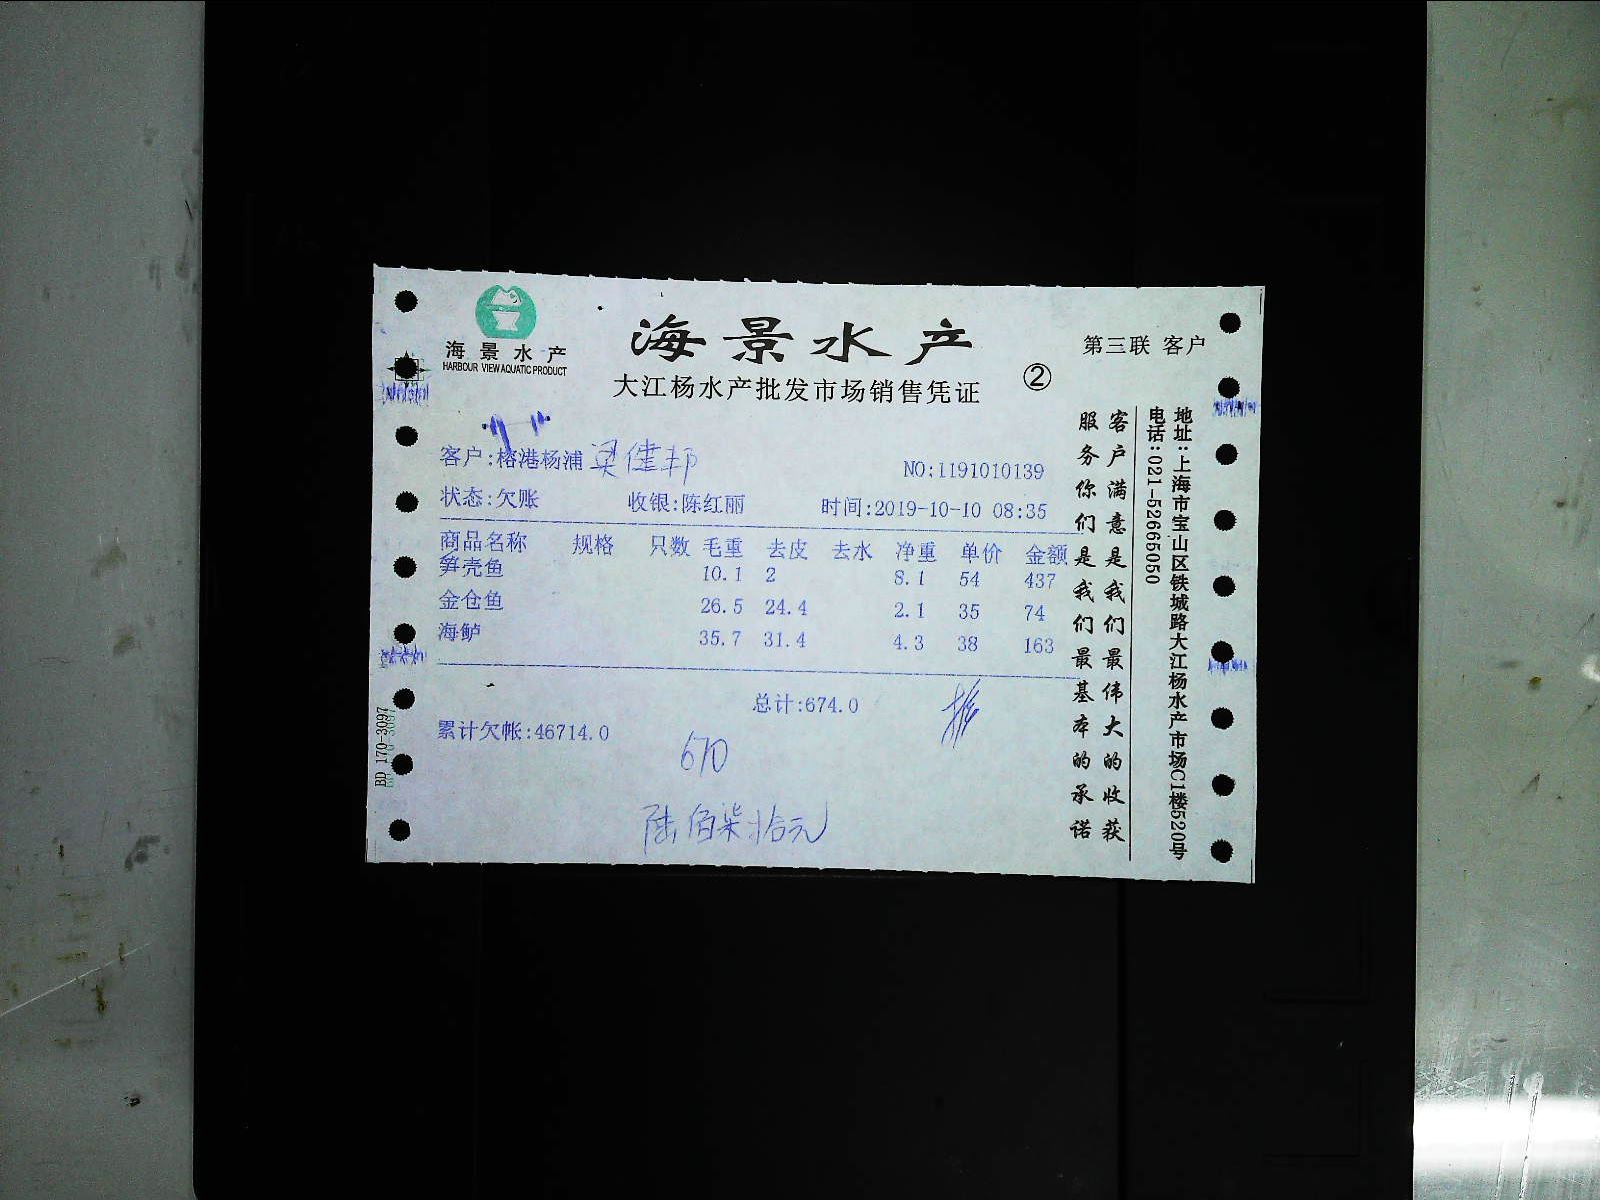 海景水产
HARBOUR VIEW AQUATIC PRODUCT
海景水产
大江杨水产批发市场销售凭证
②
第三联 客户
客户:榕港杨浦 梁健邦
NO:1191010139
状态:欠账 收银:陈红丽 时间:2019-10-10 08:35
商品名称 规格 只数 毛重 去皮 去水 净重 单价 金额
笋壳鱼 10.1 2 8.1 54 437
金仓鱼 26.5 24.4 2.1 35 74
海鲈 35.7 31.4 4.3 38 163
总计:674.0
累计欠帐:46714.0
670
陆佰柒拾元
客户满意是我们最伟大的收获
服务你们是我们最基本的承诺
地址:上海市宝山区铁城路大江杨水产市场C1楼520号
电话:021-52665050
BD 170-3097